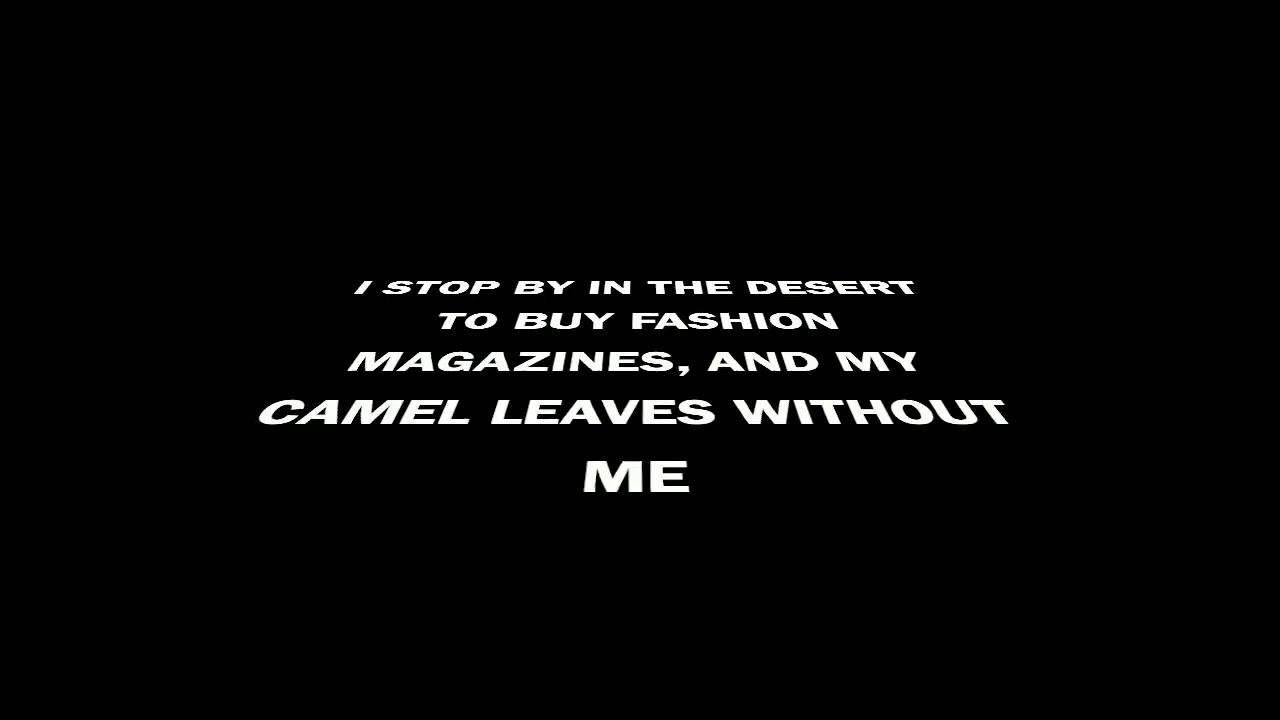 I STOP BY IN THE DESERT
TO BUY FASHION
MAGAZINES, AND MY
CAMEL LEAVES WITHOUT
ME